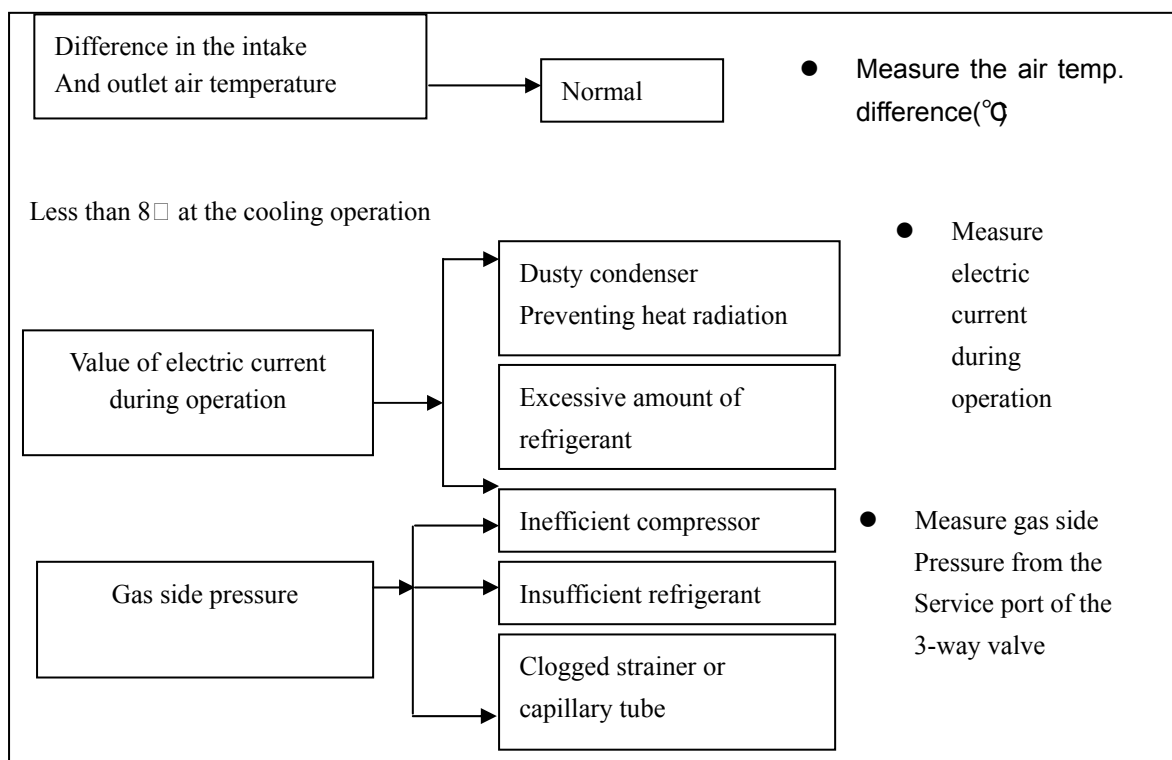 Difference in the intake
And outlet air temperature
Normal
● Measure the air temp.
difference(℃)
Less than 8□ at the cooling operation
Dusty condenser
Preventing heat radiation
● Measure
electric
current
during
operation
Value of electric current
during operation
Excessive amount of
refrigerant
Inefficient compressor
● Measure gas side
Pressure from the
Service port of the
3-way valve
Gas side pressure
Insufficient refrigerant
Clogged strainer or
capillary tube